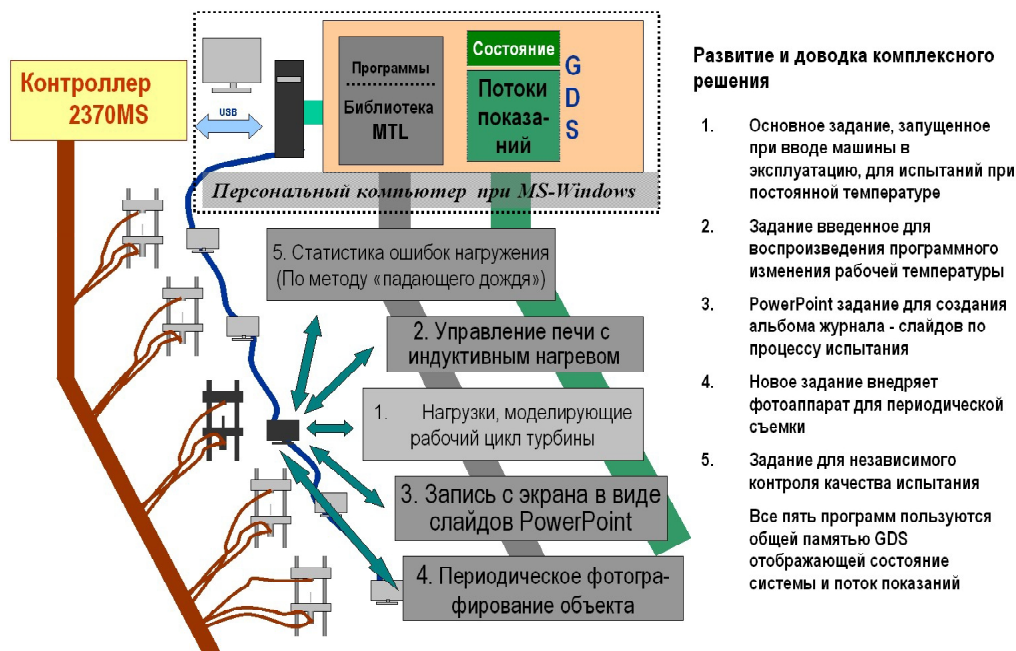 Контроллер
2370MS
USB
Программы
Библиотека
MTL
Состояние
Потоки
показа-
ний
G
D
S
Персональный компьютер при MS-Windows
5. Статистика ошибок нагружения
(По методу «падающего дождя»)
2. Управление печи с
индуктивным нагревом
1. Нагрузки, моделирующие
рабочий цикл турбины
3. Запись с экрана в виде
слайдов PowerPoint
4. Периодическое фотогра-
фирование объекта
Развитие и доводка комплексного
решения
1. Основное задание, запущенное
при вводе машины в
эксплуатацию, для испытаний при
постоянной температуре
2. Задание введенное для
воспроизведения программного
изменения рабочей температуры
3. PowerPoint задание для создания
альбома журнала - слайдов по
процессу испытания
4. Новое задание внедряет
фотоаппарат для периодической
съемки
5. Задание для независимого
контроля качества испытания
Все пять программ пользуются
общей памятью GDS
отображающей состояние
системы и поток показаний